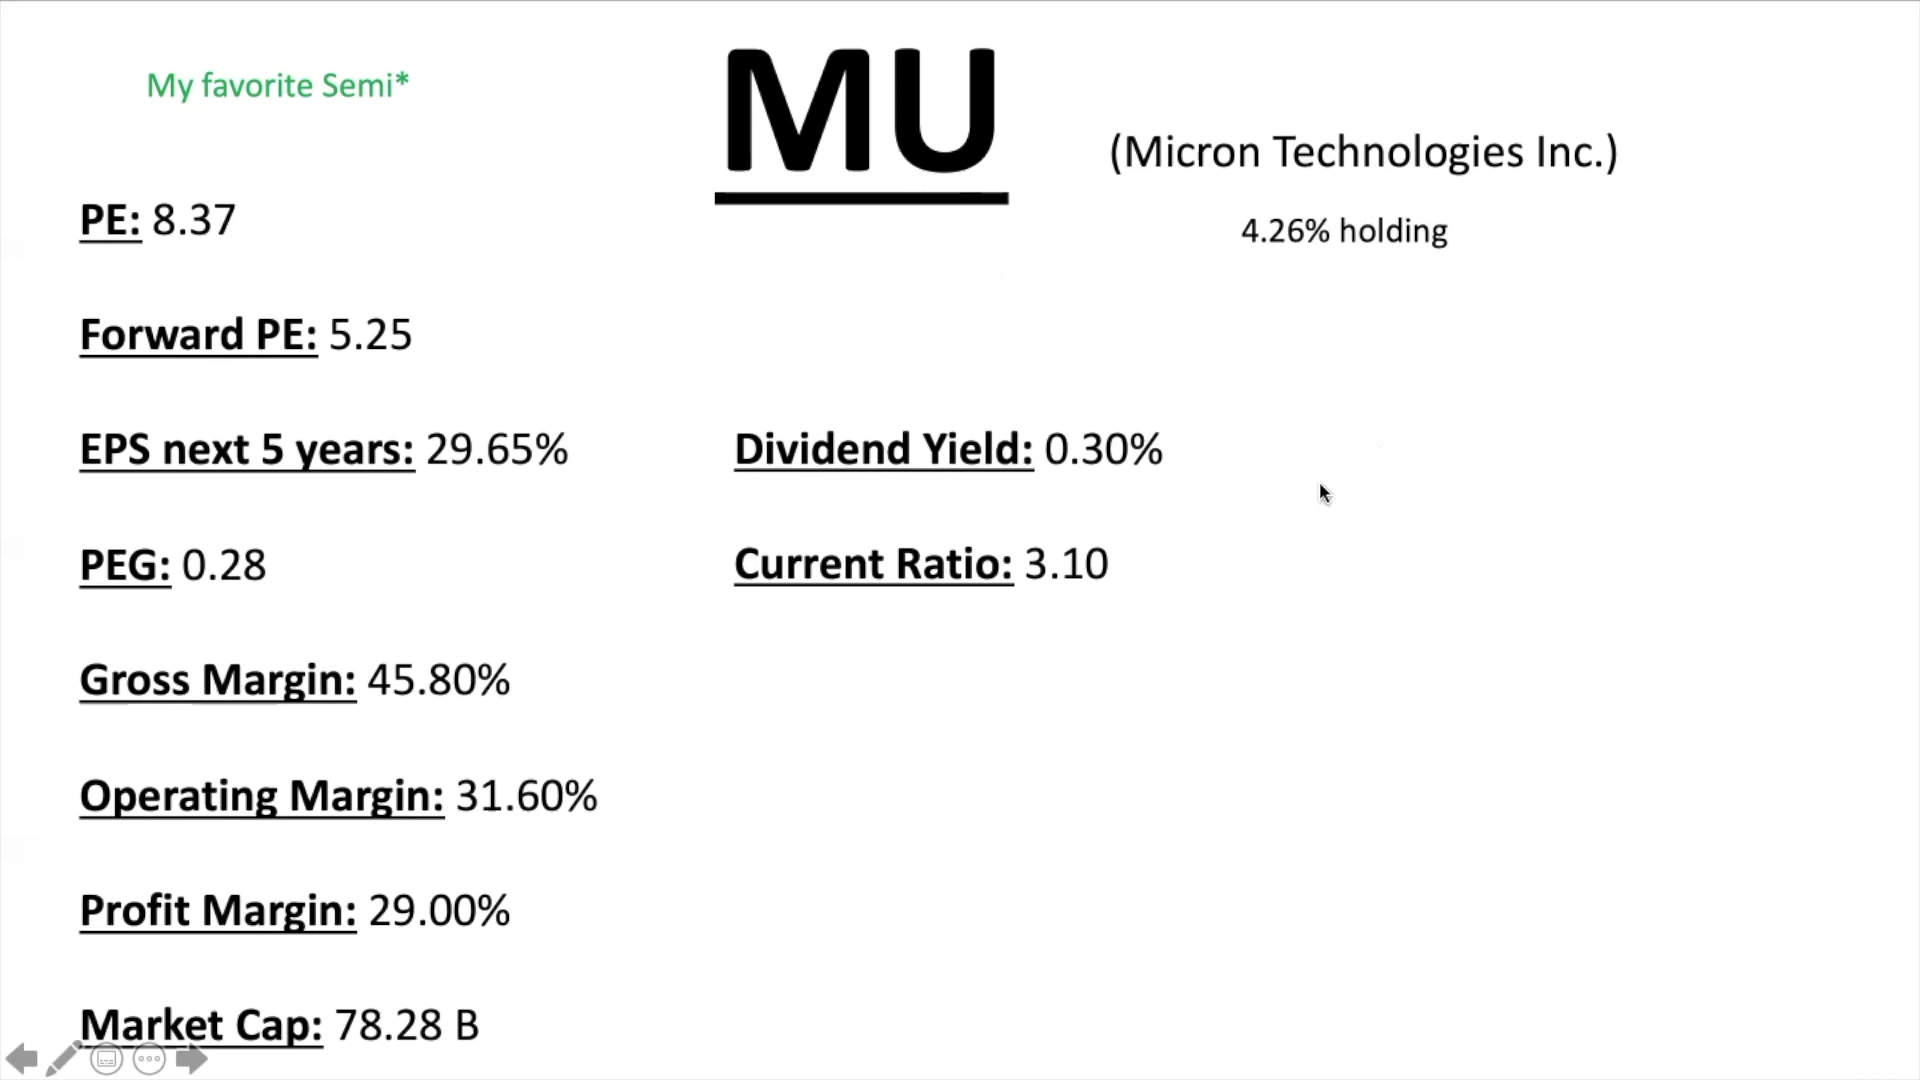 My favorite Semi*
MU
(Micron Technologies Inc.)
4.26% holding
PE: 8.37
Forward PE: 5.25
EPS next 5 years: 29.65%
Dividend Yield: 0.30%
PEG: 0.28
Current Ratio: 3.10
Gross Margin: 45.80%
Operating Margin: 31.60%
Profit Margin: 29.00%
Market Cap: 78.28 B